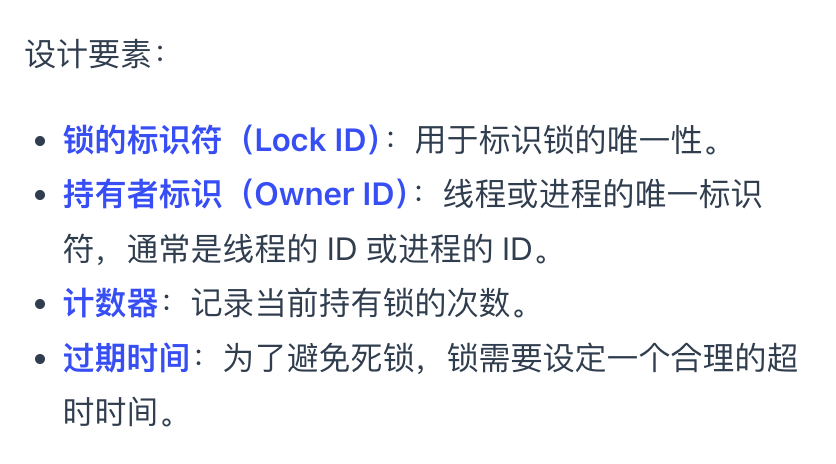 设计要素：
• 锁的标识符（Lock ID）：用于标识锁的唯一性。
• 持有者标识（Owner ID）：线程或进程的唯一标识
符，通常是线程的 ID 或进程的 ID。
• 计数器：记录当前持有锁的次数。
• 过期时间：为了避免死锁，锁需要设定一个合理的超
时时间。